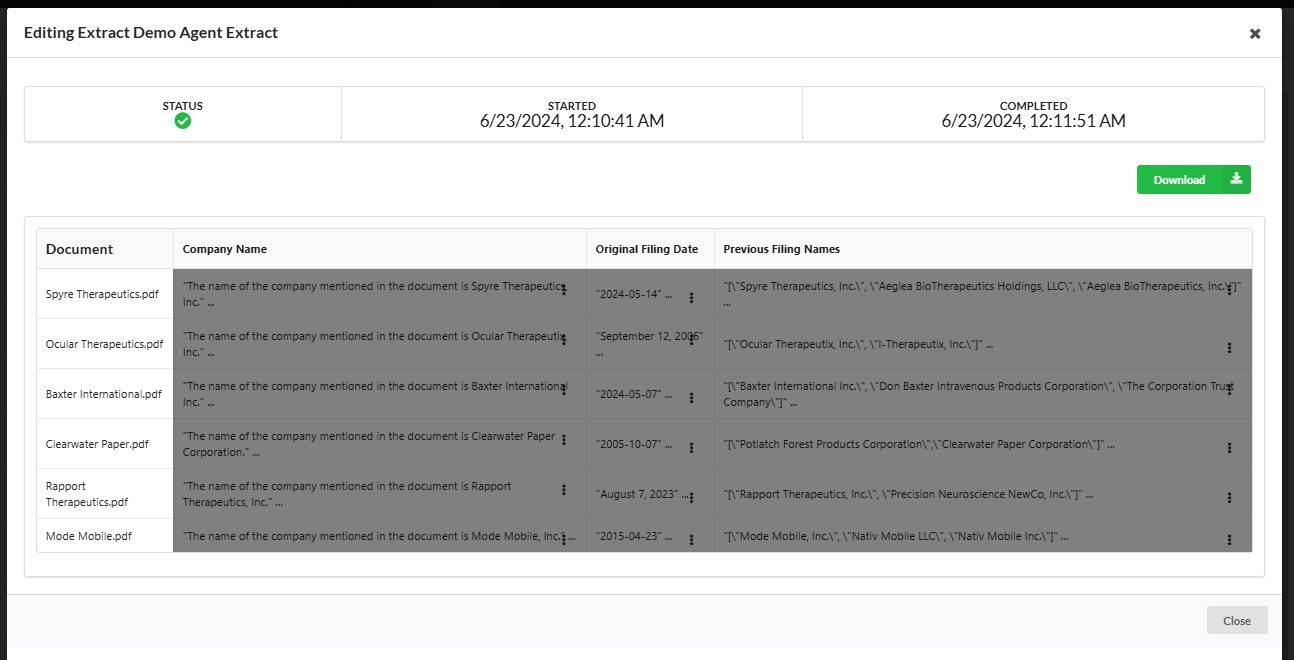 Editing Extract Demo Agent Extract
STATUS
STARTED
6/23/2024, 12:10:41 AM
COMPLETED
6/23/2024, 12:11:51 AM
Download
Document
Company Name
Original Filing Date
Previous Filing Names
Spyre Therapeutics.pdf
"The name of the company mentioned in the document is Spyre Therapeutics,
Inc." ...
"2024-05-14" ...
"[\"Spyre Therapeutics, Inc.\", \"Aeglea BioTherapeutics Holdings, LLC\", \"Aeglea BioTherapeutics, Inc.\"]"
...
Ocular Therapeutics.pdf
"The name of the company mentioned in the document is Ocular Therapeutix,
Inc." ...
"September 12, 2006"
...
"[\"Ocular Therapeutix, Inc.\", \"I-Therapeutix, Inc.\"]" ...
Baxter International.pdf
"The name of the company mentioned in the document is Baxter International
Inc." ...
"2024-05-07" ...
"[\"Baxter International Inc.\", \"Don Baxter Intravenous Products Corporation\", \"The Corporation Trust
Company\"]" ...
Clearwater Paper.pdf
"The name of the company mentioned in the document is Clearwater Paper
Corporation." ...
"2005-10-07" ...
"[\"Potlatch Forest Products Corporation\",\"Clearwater Paper Corporation\"]" ...
Rapport
Therapeutics.pdf
"The name of the company mentioned in the document is Rapport
Therapeutics, Inc." ...
"August 7, 2023" ...
"[\"Rapport Therapeutics, Inc.\", \"Precision Neuroscience NewCo, Inc.\"]" ...
Mode Mobile.pdf
"The name of the company mentioned in the document is Mode Mobile, Inc." ...
"2015-04-23" ...
"[\"Mode Mobile, Inc.\", \"Nativ Mobile LLC\", \"Nativ Mobile Inc.\"]" ...
Close